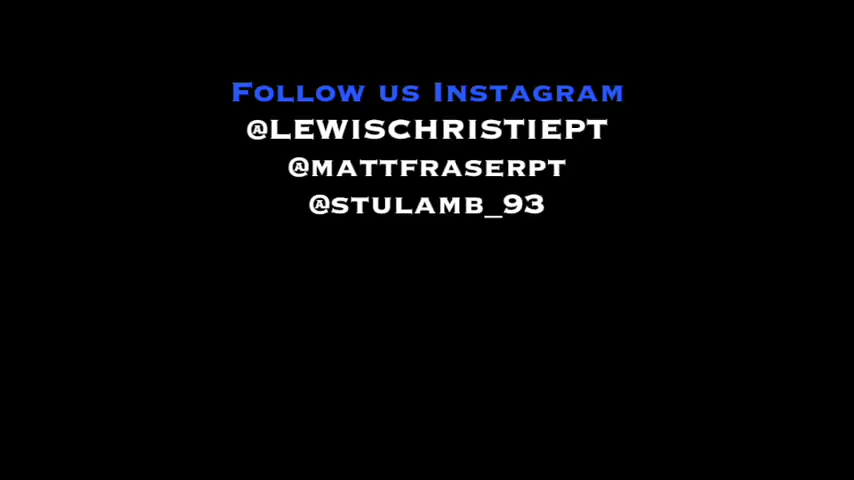 Follow us Instagram
@LEWISCHRISTIEPT
@mattfraserpt
@stulamb_93